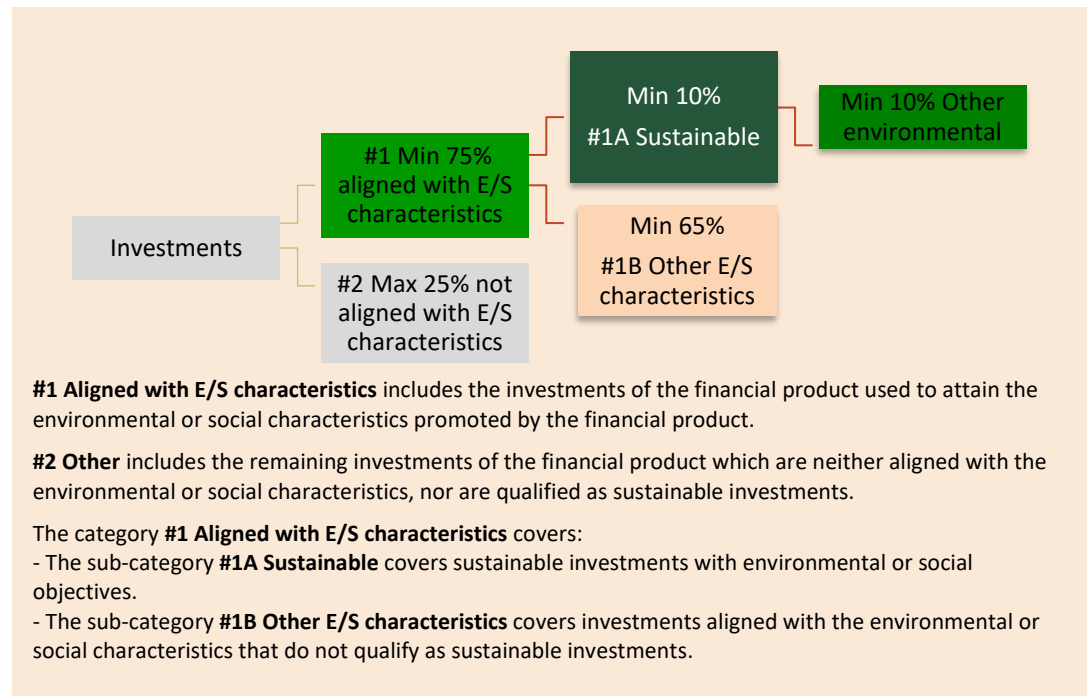 Min 10%
#1A Sustainable
Min 10% Other
environmental
#1 Min 75%
aligned with E/S
characteristics
Investments
Min 65%
#1B Other E/S
characteristics
#2 Max 25% not
aligned with E/S
characteristics
#1 Aligned with E/S characteristics includes the investments of the financial product used to attain the
environmental or social characteristics promoted by the financial product.
#2 Other includes the remaining investments of the financial product which are neither aligned with the
environmental or social characteristics, nor are qualified as sustainable investments.
The category #1 Aligned with E/S characteristics covers:
- The sub-category #1A Sustainable covers sustainable investments with environmental or social
objectives.
- The sub-category #1B Other E/S characteristics covers investments aligned with the environmental or
social characteristics that do not qualify as sustainable investments.